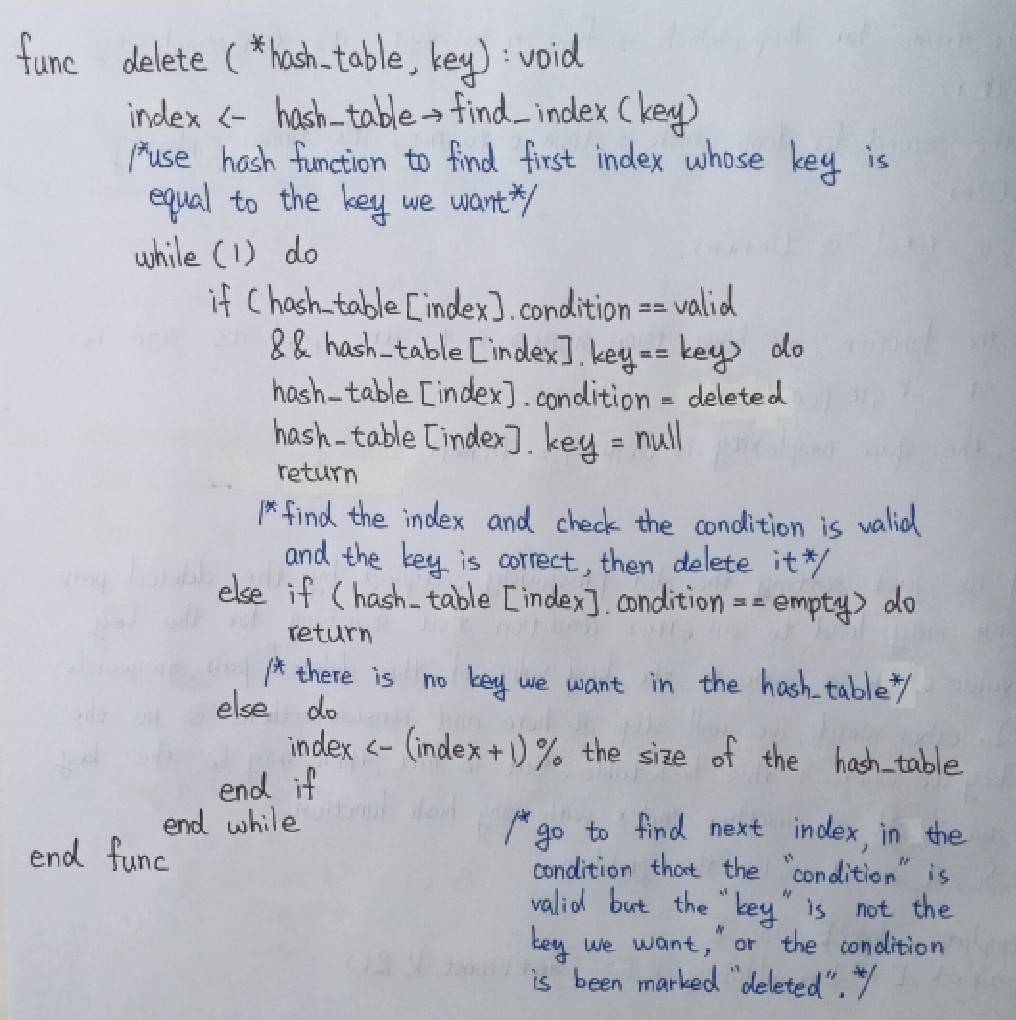 func delete (*hash_table, key) : void
index <- hash_table → find_index (key)
/*use hash function to find first index whose key is
equal to the key we want*/
while (1) do
if (hash_table [index]. condition == valid
&& hash_table [index]. key == key) do
hash_table [index]. condition = deleted
hash_table [index]. key = null
return
/* find the index and check the condition is valid
and the key is correct, then delete it */
else if (hash_table [index]. condition == empty) do
return
/* there is no key we want in the hash_table*/
else do
index <- (index + 1) % the size of the hash_table
end if
end while
end func
/* go to find next index, in the
condition that the "condition" is
valid but the "key" is not the
key we want," or the condition
is been marked "deleted". */